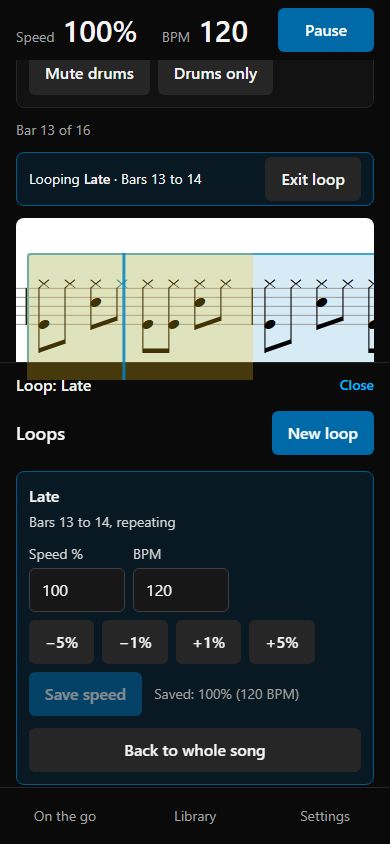 Speed 100% BPM 120 Pause
Mute drums Drums only
Bar 13 of 16
Looping Late · Bars 13 to 14 Exit loop
Loop: Late Close
Loops New loop
Late
Bars 13 to 14, repeating
Speed % BPM
100 120
−5% −1% +1% +5%
Save speed Saved: 100% (120 BPM)
Back to whole song
On the go Library Settings